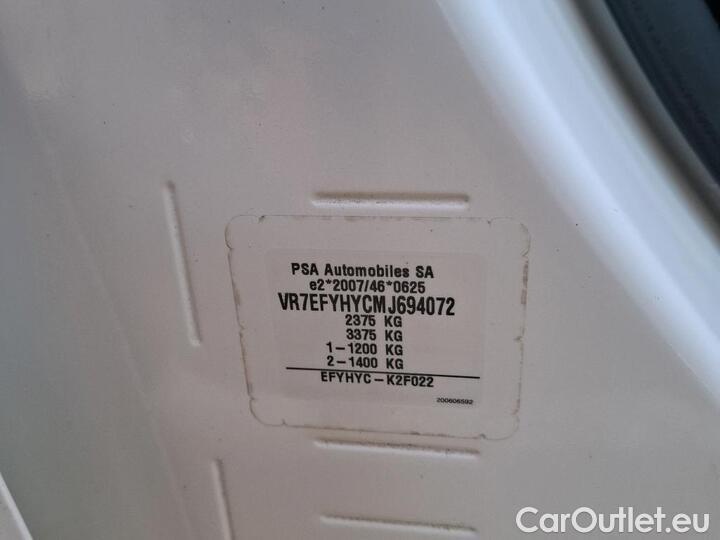 PSA Automobiles SA
e2*2007/46*0625
VR7EFYHYCMJ694072
2375 KG
3375 KG
1-1200 KG
2-1400 KG
EFYHYC-K2F022
200606592
CarOutlet.eu